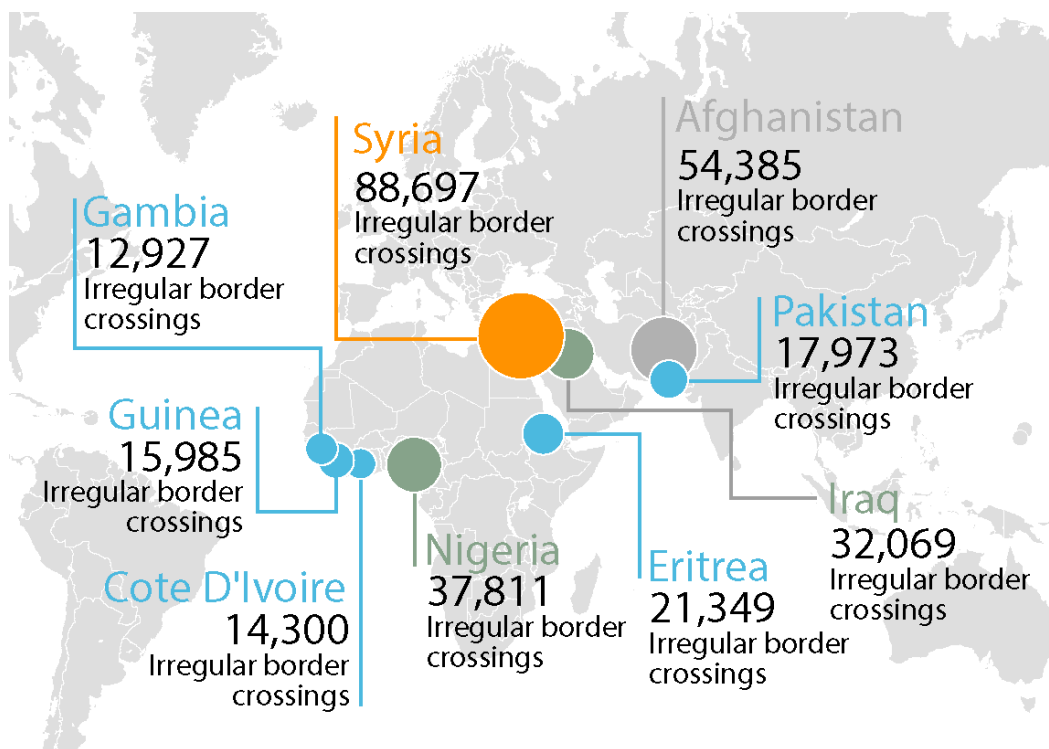 Syria
88,697
Irregular border
crossings
Afghanistan
54,385
Irregular border
crossings
Gambia
12,927
Irregular border
crossings
Pakistan
17,973
Irregular border
crossings
Guinea
15,985
Irregular border
crossings
Iraq
32,069
Irregular border
crossings
Nigeria
37,811
Irregular border
crossings
Eritrea
21,349
Irregular border
crossings
Cote D'Ivoire
14,300
Irregular border
crossings